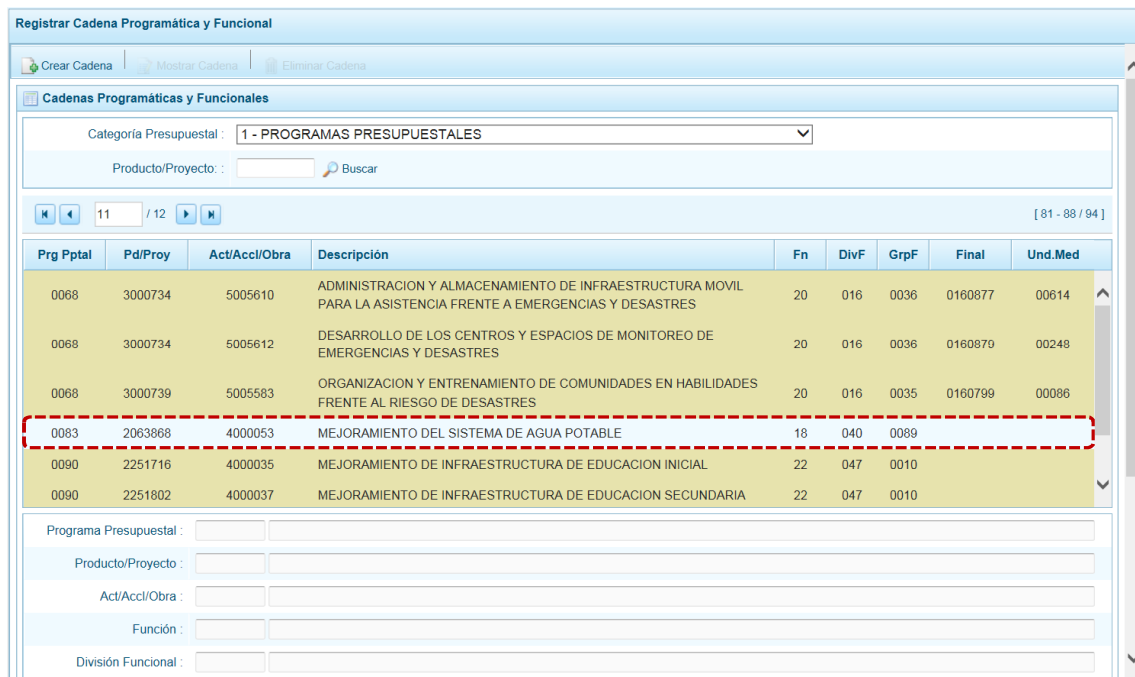 Registrar Cadena Programática y Funcional
Crear Cadena Mostrar Cadena Eliminar Cadena
Cadenas Programáticas y Funcionales
Categoría Presupuestal : 1 - PROGRAMAS PRESUPUESTALES
Producto/Proyecto: : Buscar
11 / 12 [ 81 - 88 / 94 ]
Prg Pptal Pd/Proy Act/AccI/Obra Descripción Fn DivF GrpF Final Und.Med
0068 3000734 5005610 ADMINISTRACION Y ALMACENAMIENTO DE INFRAESTRUCTURA MOVIL PARA LA ASISTENCIA FRENTE A EMERGENCIAS Y DESASTRES 20 016 0036 0160877 00614
0068 3000734 5005612 DESARROLLO DE LOS CENTROS Y ESPACIOS DE MONITOREO DE EMERGENCIAS Y DESASTRES 20 016 0036 0160879 00248
0068 3000739 5005583 ORGANIZACION Y ENTRENAMIENTO DE COMUNIDADES EN HABILIDADES FRENTE AL RIESGO DE DESASTRES 20 016 0035 0160799 00086
0083 2063868 4000053 MEJORAMIENTO DEL SISTEMA DE AGUA POTABLE 18 040 0089
0090 2251716 4000035 MEJORAMIENTO DE INFRAESTRUCTURA DE EDUCACION INICIAL 22 047 0010
0090 2251802 4000037 MEJORAMIENTO DE INFRAESTRUCTURA DE EDUCACION SECUNDARIA 22 047 0010
Programa Presupuestal :
Producto/Proyecto :
Act/AccI/Obra :
Función :
División Funcional :